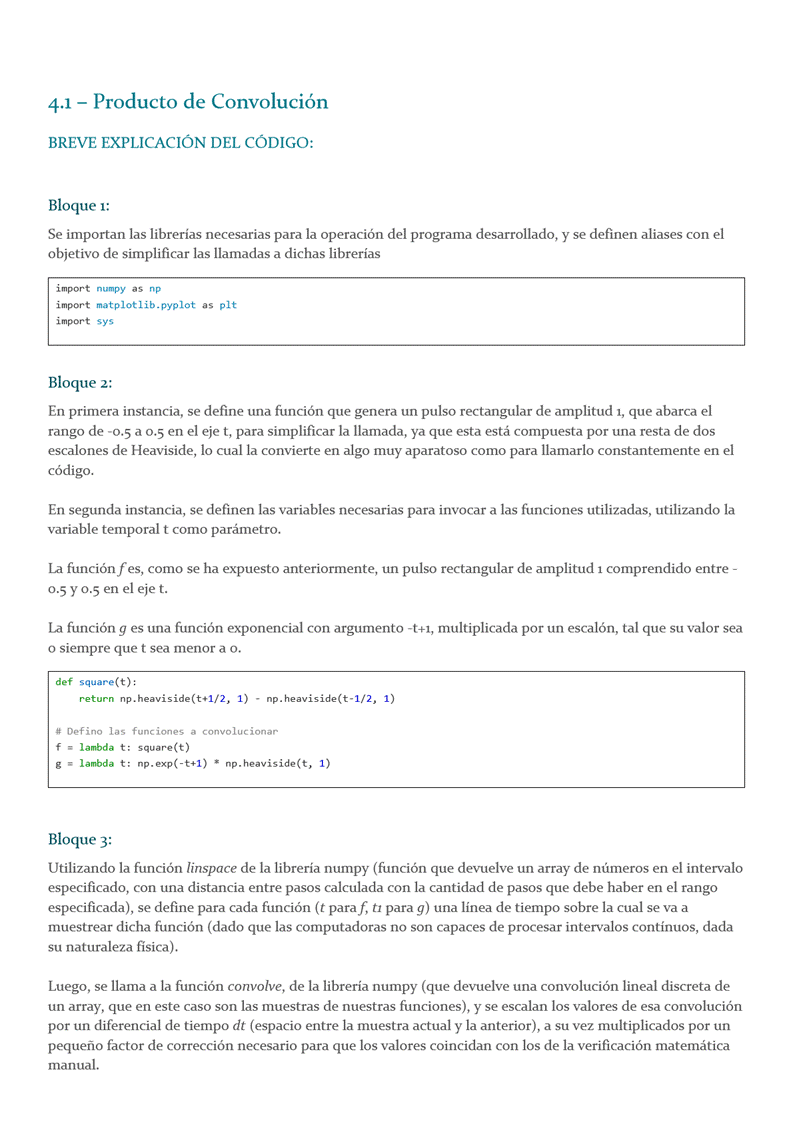 4.1 – Producto de Convolución
BREVE EXPLICACIÓN DEL CÓDIGO:
Bloque 1:
Se importan las librerías necesarias para la operación del programa desarrollado, y se definen aliases con el
objetivo de simplificar las llamadas a dichas librerías
import numpy as np
import matplotlib.pyplot as plt
import sys
Bloque 2:
En primera instancia, se define una función que genera un pulso rectangular de amplitud 1, que abarca el
rango de -0.5 a 0.5 en el eje t, para simplificar la llamada, ya que esta está compuesta por una resta de dos
escalones de Heaviside, lo cual la convierte en algo muy aparatoso como para llamarlo constantemente en el
código.
En segunda instancia, se definen las variables necesarias para invocar a las funciones utilizadas, utilizando la
variable temporal t como parámetro.
La función f es, como se ha expuesto anteriormente, un pulso rectangular de amplitud 1 comprendido entre -
0.5 y 0.5 en el eje t.
La función g es una función exponencial con argumento -t+1, multiplicada por un escalón, tal que su valor sea
0 siempre que t sea menor a 0.
def square(t):
    return np.heaviside(t+1/2, 1) - np.heaviside(t-1/2, 1)
# Defino las funciones a convolucionar
f = lambda t: square(t)
g = lambda t: np.exp(-t+1) * np.heaviside(t, 1)
Bloque 3:
Utilizando la función linspace de la librería numpy (función que devuelve un array de números en el intervalo
especificado, con una distancia entre pasos calculada con la cantidad de pasos que debe haber en el rango
especificada), se define para cada función (t para f, t1 para g) una línea de tiempo sobre la cual se va a
muestrear dicha función (dado que las computadoras no son capaces de procesar intervalos contínuos, dada
su naturaleza física).
Luego, se llama a la función convolve, de la librería numpy (que devuelve una convolución lineal discreta de
un array, que en este caso son las muestras de nuestras funciones), y se escalan los valores de esa convolución
por un diferencial de tiempo dt (espacio entre la muestra actual y la anterior), a su vez multiplicados por un
pequeño factor de corrección necesario para que los valores coincidan con los de la verificación matemática
manual.